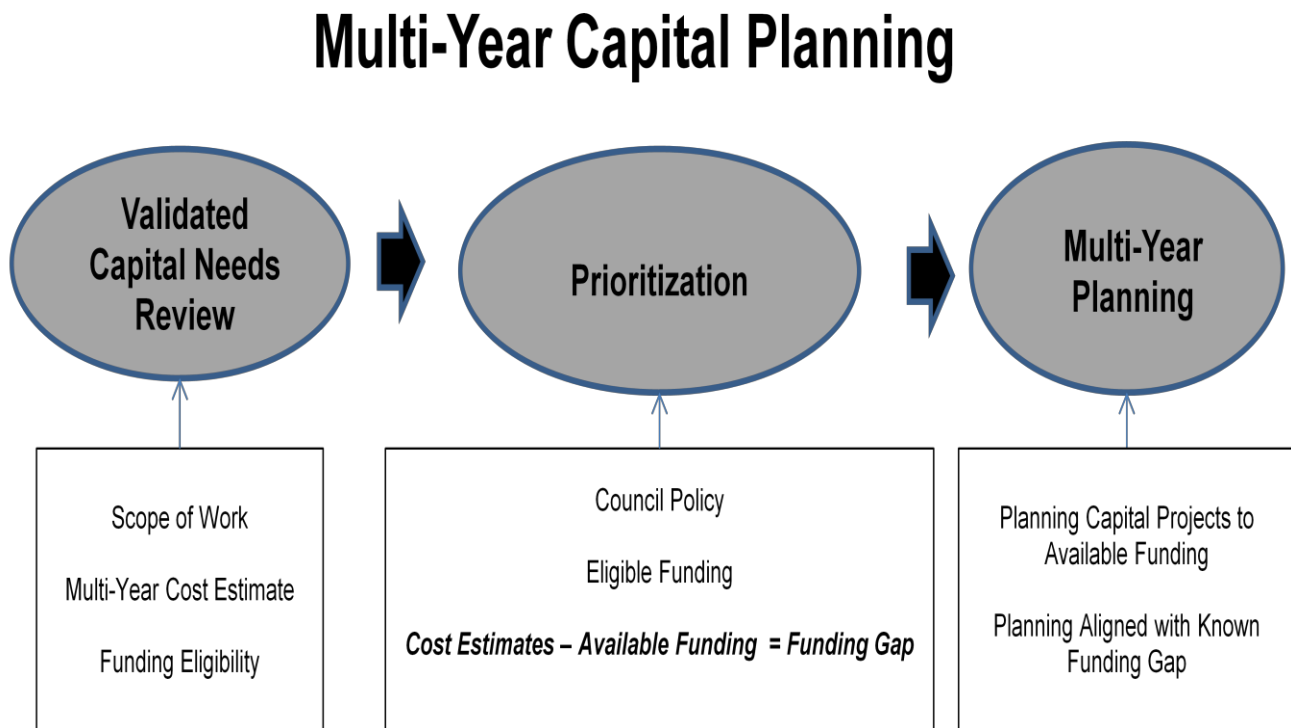 Multi-Year Capital Planning
Validated
Capital Needs
Review
Prioritization
Multi-Year
Planning
Scope of Work
Multi-Year Cost Estimate
Funding Eligibility
Council Policy
Eligible Funding
Cost Estimates – Available Funding = Funding Gap
Planning Capital Projects to
Available Funding
Planning Aligned with Known
Funding Gap